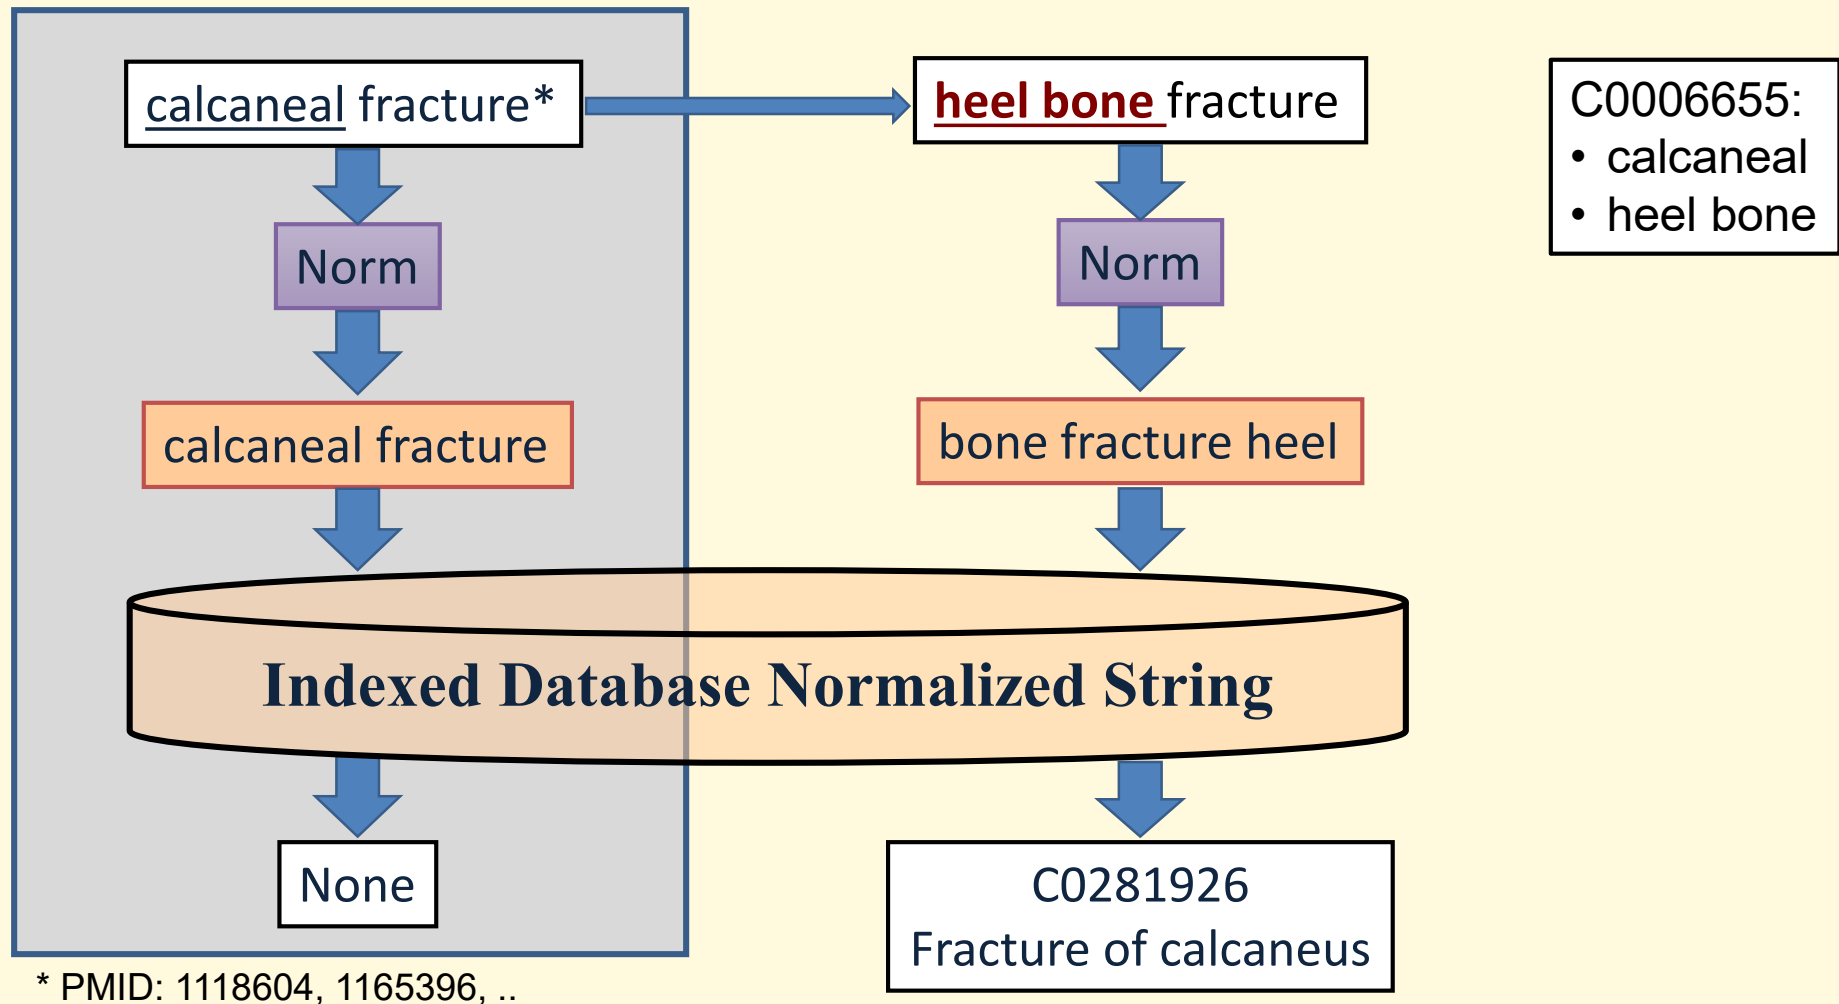 calcaneal fracture*
heel bone fracture
C0006655:
• calcaneal
• heel bone
Norm
Norm
calcaneal fracture
bone fracture heel
Indexed Database Normalized String
None
C0281926
Fracture of calcaneus
* PMID: 1118604, 1165396, ..